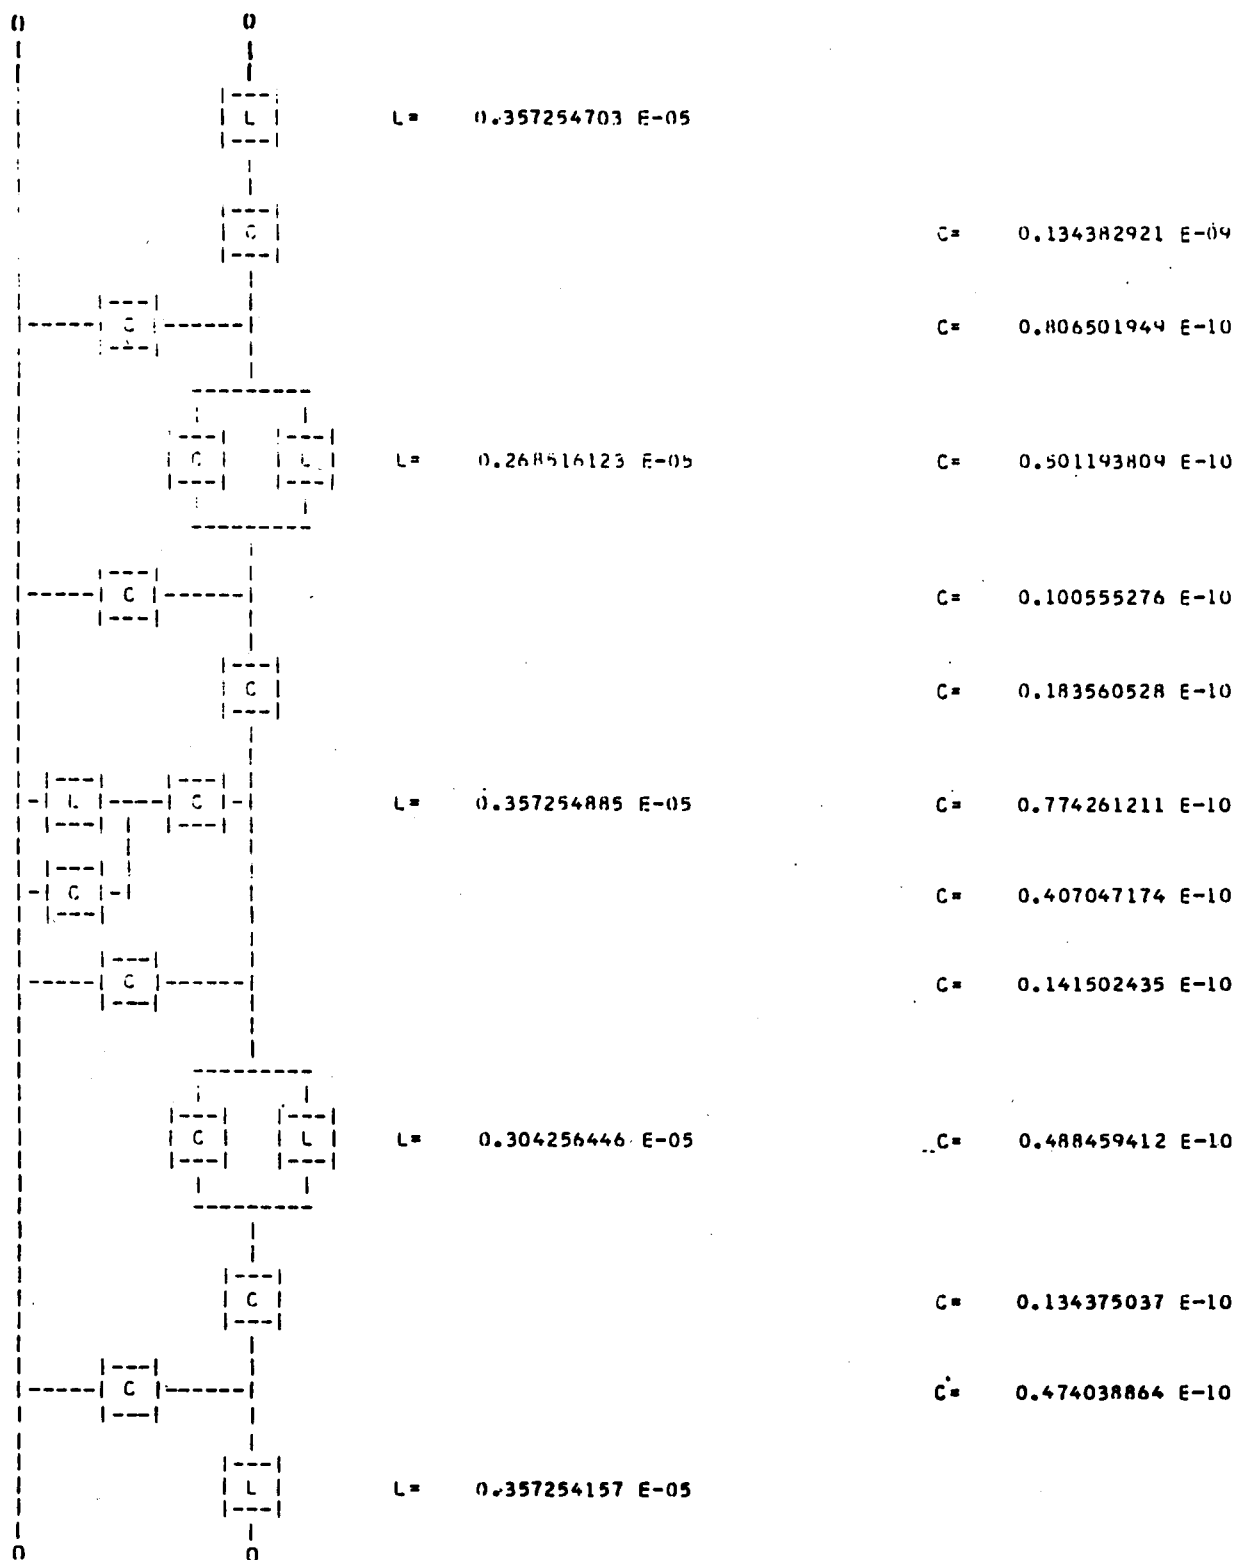 0 0
L L= 0.357254703 E-05
C C= 0.134382921 E-09
C C= 0.806501949 E-10
C L L= 0.268516123 E-05 C= 0.501193809 E-10
C C= 0.100555276 E-10
C C= 0.183560528 E-10
L C L= 0.357254885 E-05 C= 0.774261211 E-10
C C= 0.407047174 E-10
C C= 0.141502435 E-10
C L L= 0.304256446 E-05 C= 0.488459412 E-10
C C= 0.134375037 E-10
C C= 0.474038864 E-10
L L= 0.357254157 E-05
0 0